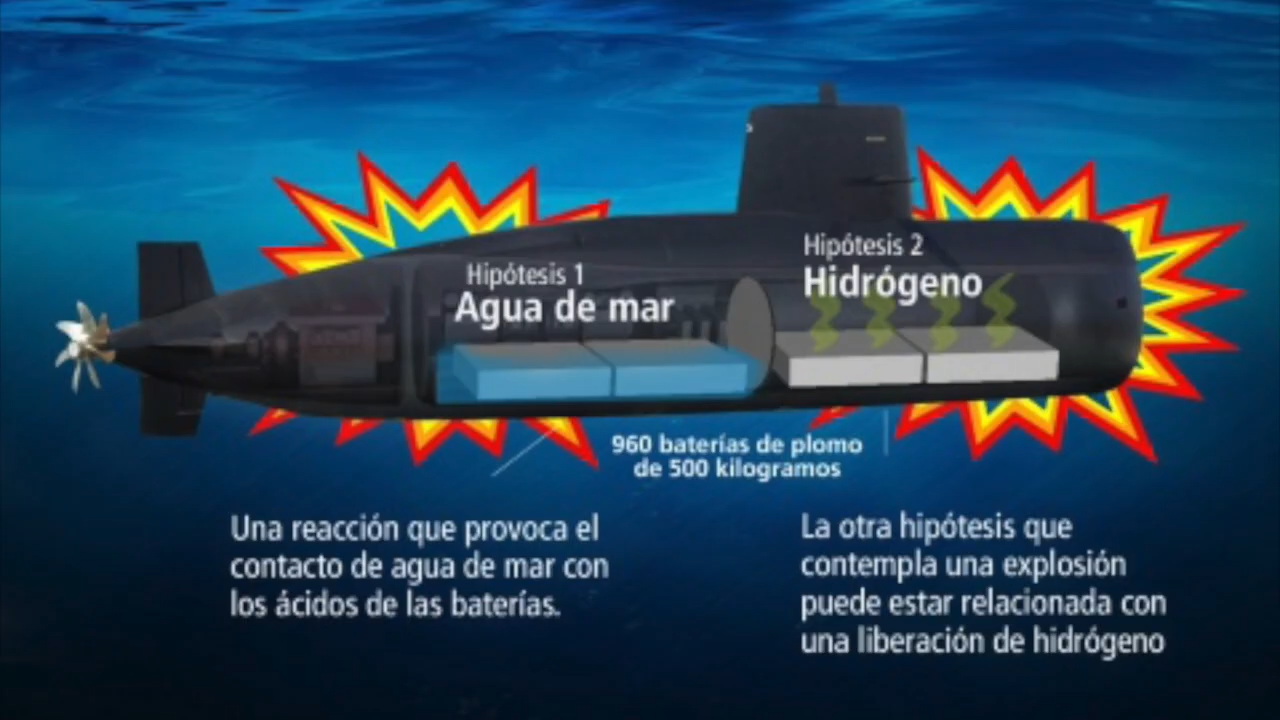 Hipótesis 1
Agua de mar
Hipótesis 2
Hidrógeno
960 baterías de plomo
de 500 kilogramos
Una reacción que provoca el
contacto de agua de mar con
los ácidos de las baterías.
La otra hipótesis que
contempla una explosión
puede estar relacionada con
una liberación de hidrógeno